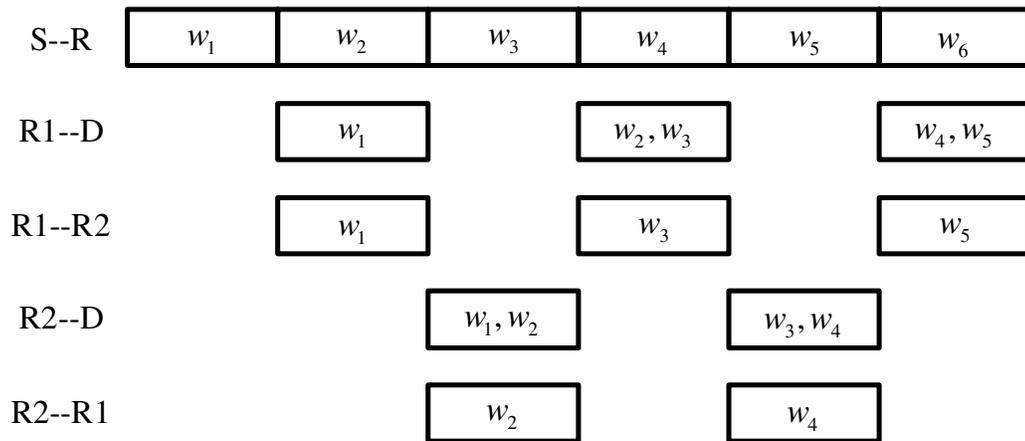 S--R w₁ w₂ w₃ w₄ w₅ w₆
R1--D w₁ w₂, w₃ w₄, w₅
R1--R2 w₁ w₃ w₅
R2--D w₁, w₂ w₃, w₄
R2--R1 w₂ w₄